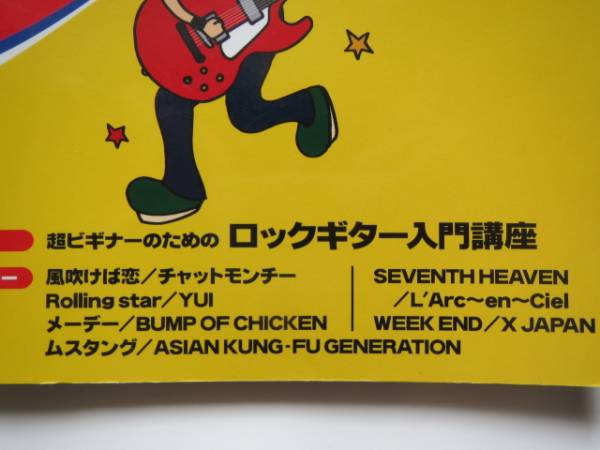 超ビギナーのための ロックギター入門講座
風吹けば恋／チャットモンチー
Rolling star／YUI
メーデー／BUMP OF CHICKEN
ムスタング／ASIAN KUNG-FU GENERATION
SEVENTH HEAVEN
／L'Arc～en～Ciel
WEEK END／X JAPAN